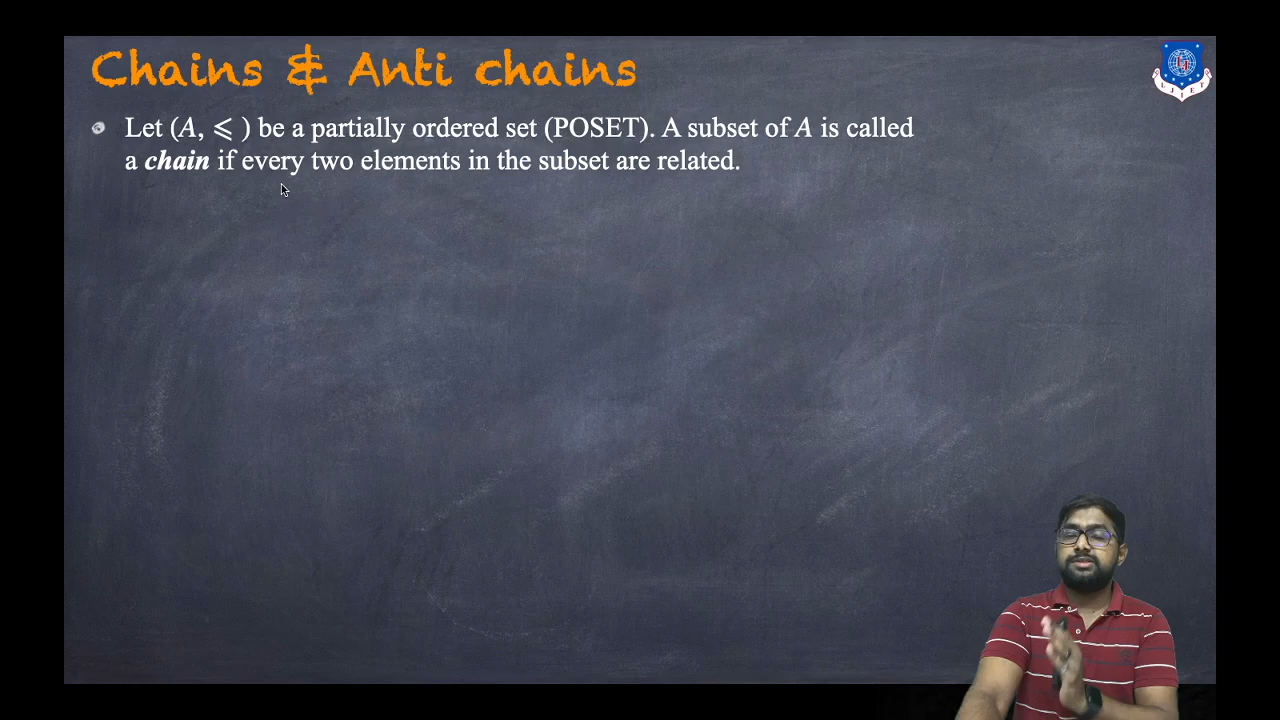 Chains & Anti chains
Let (A, ⩽ ) be a partially ordered set (POSET). A subset of A is called
a chain if every two elements in the subset are related.
L J I E T